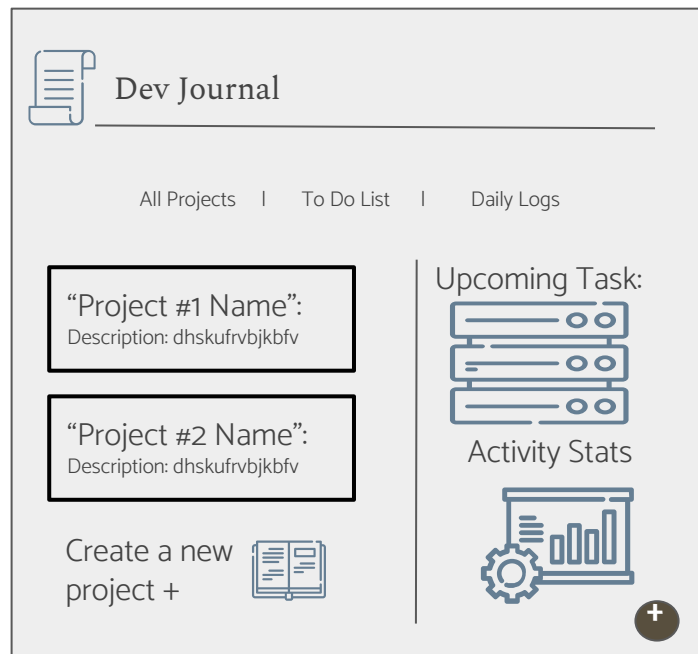 Dev Journal
All Projects | To Do List | Daily Logs
“Project #1 Name”:
Description: dhskufrvbjkbfv
“Project #2 Name”:
Description: dhskufrvbjkbfv
Create a new
project +
Upcoming Task:
Activity Stats
+